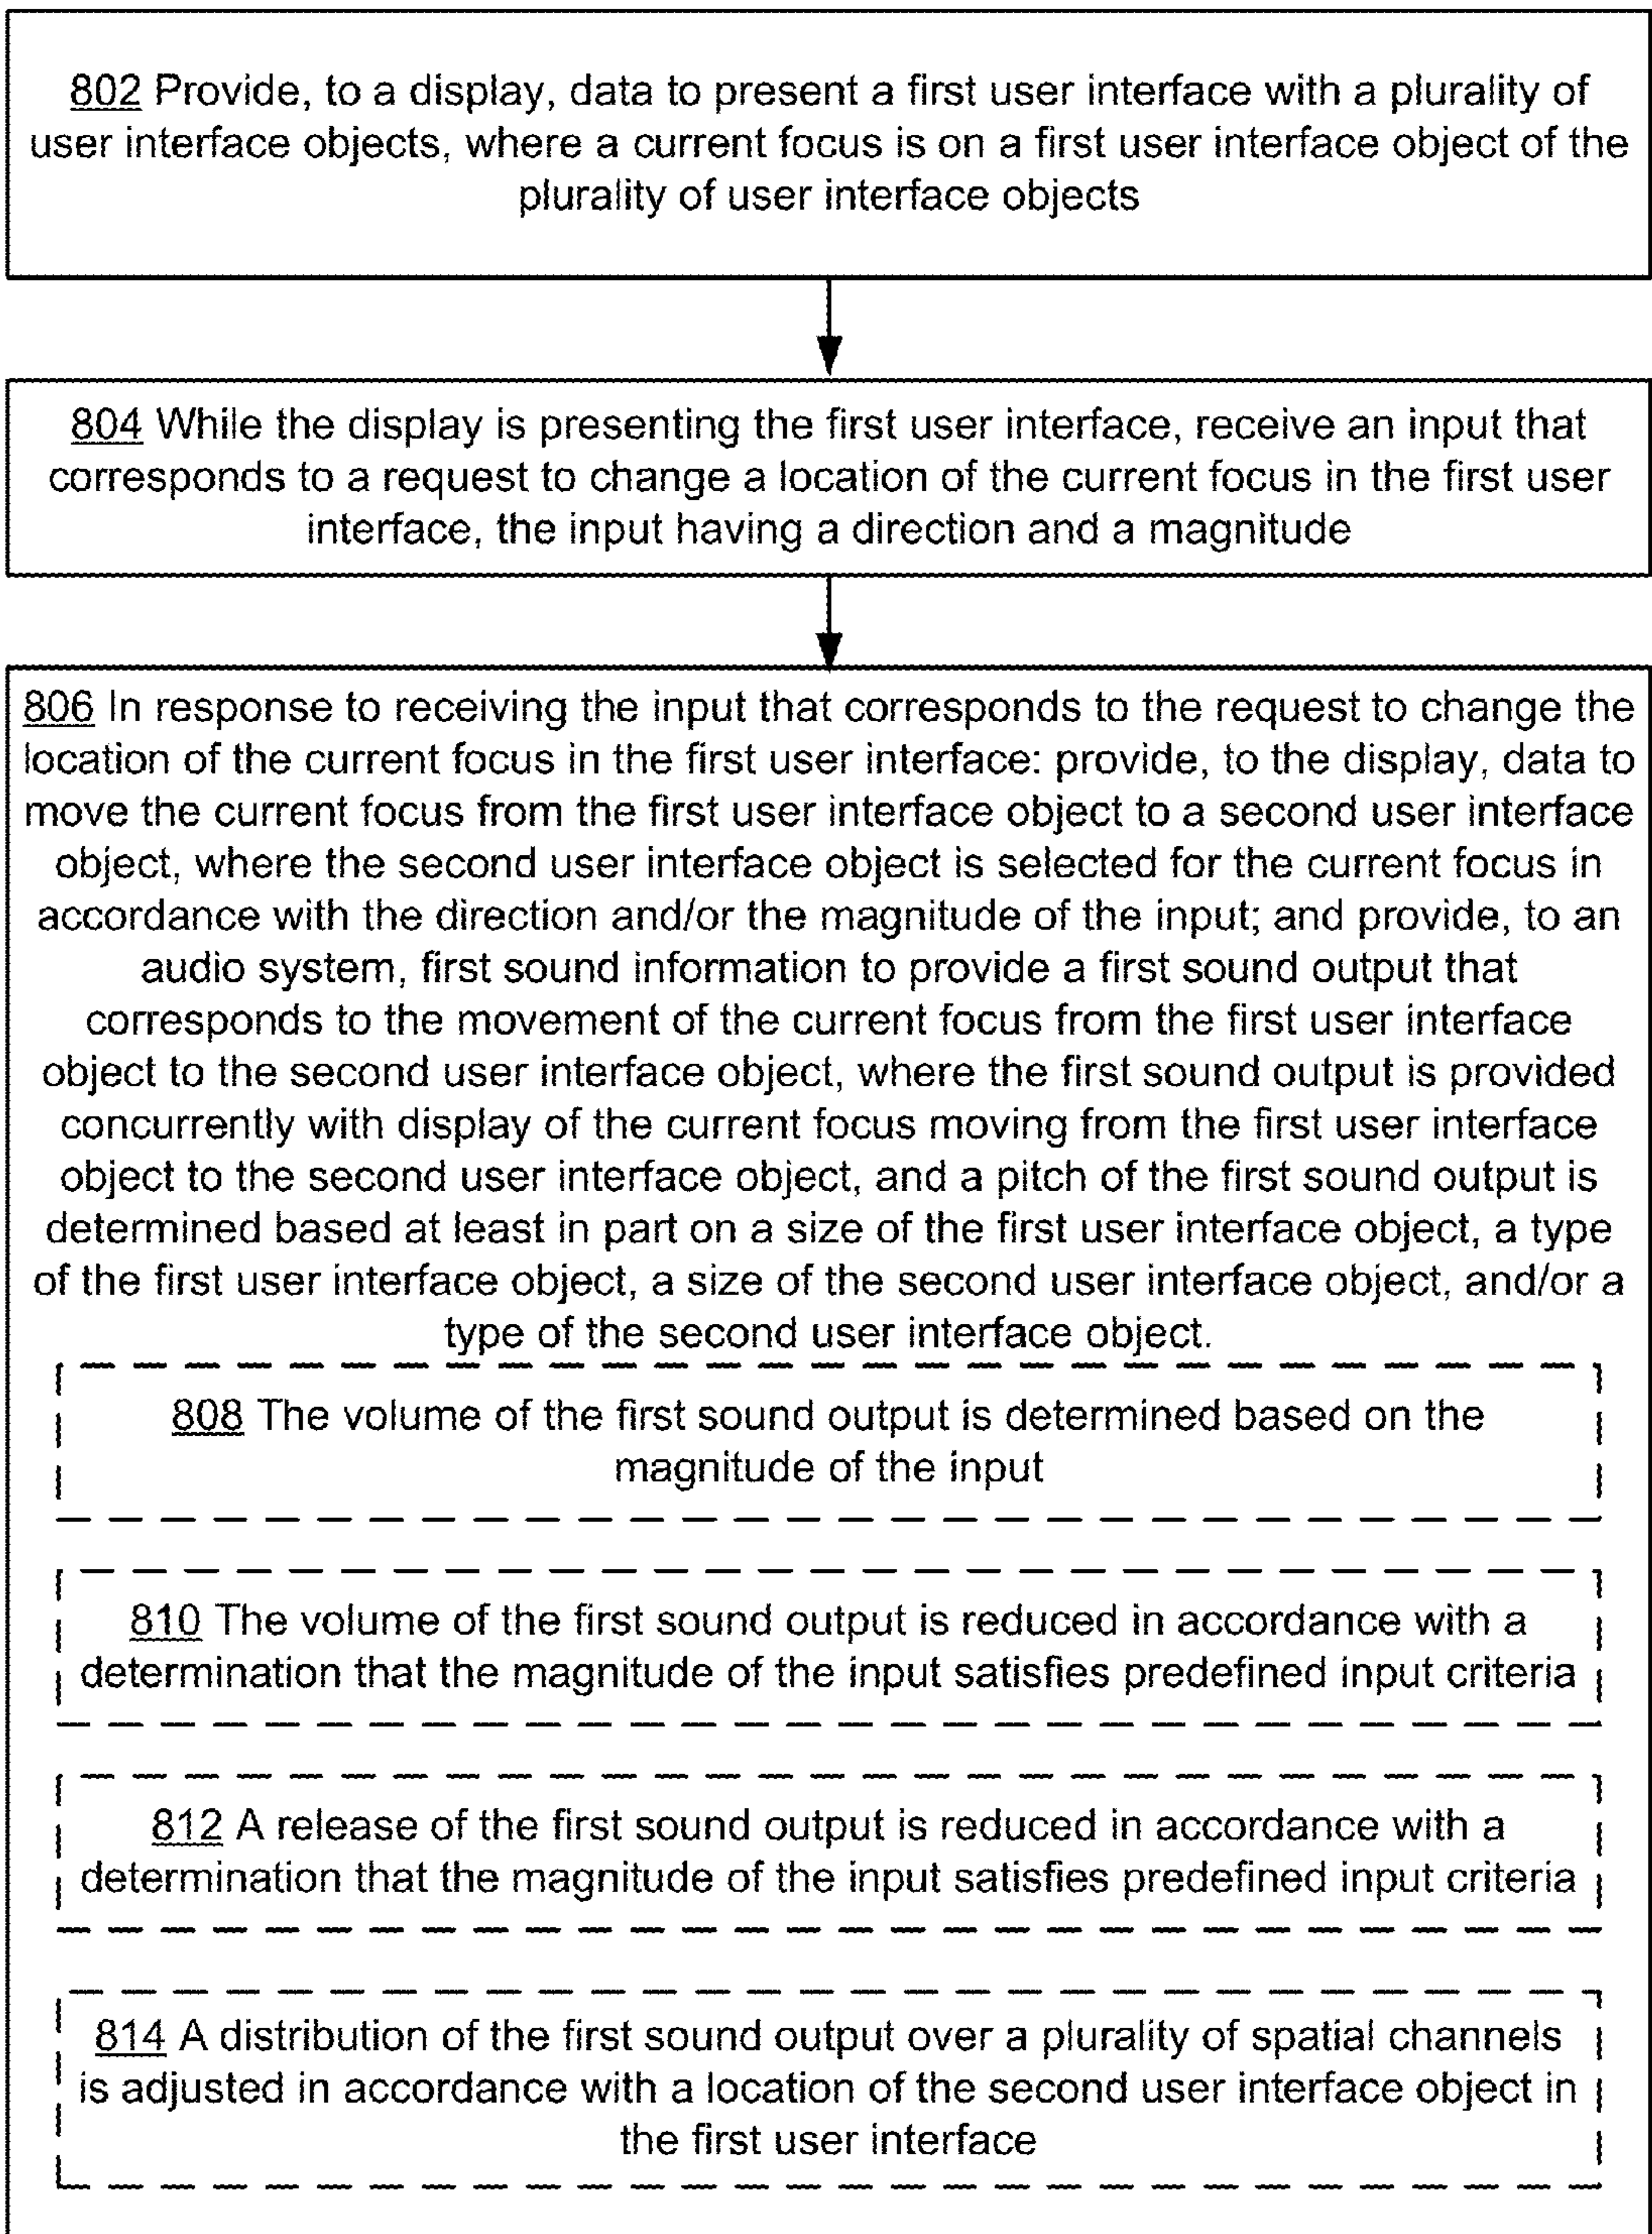 802 Provide, to a display, data to present a first user interface with a plurality of
user interface objects, where a current focus is on a first user interface object of the
plurality of user interface objects
804 While the display is presenting the first user interface, receive an input that
corresponds to a request to change a location of the current focus in the first user
interface, the input having a direction and a magnitude
806 In response to receiving the input that corresponds to the request to change the
location of the current focus in the first user interface: provide, to the display, data to
move the current focus from the first user interface object to a second user interface
object, where the second user interface object is selected for the current focus in
accordance with the direction and/or the magnitude of the input; and provide, to an
audio system, first sound information to provide a first sound output that
corresponds to the movement of the current focus from the first user interface
object to the second user interface object, where the first sound output is provided
concurrently with display of the current focus moving from the first user interface
object to the second user interface object, and a pitch of the first sound output is
determined based at least in part on a size of the first user interface object, a type
of the first user interface object, a size of the second user interface object, and/or a
type of the second user interface object.
808 The volume of the first sound output is determined based on the
magnitude of the input
810 The volume of the first sound output is reduced in accordance with a
determination that the magnitude of the input satisfies predefined input criteria
812 A release of the first sound output is reduced in accordance with a
determination that the magnitude of the input satisfies predefined input criteria
814 A distribution of the first sound output over a plurality of spatial channels
is adjusted in accordance with a location of the second user interface object in
the first user interface